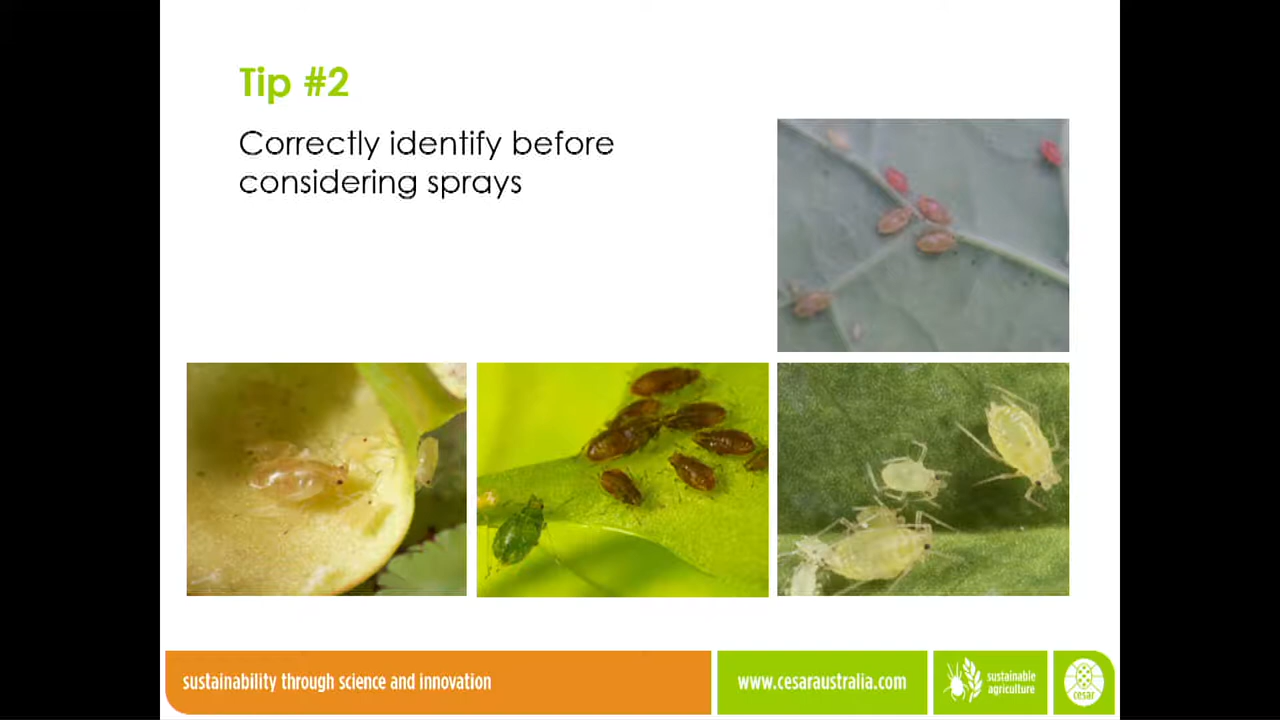 Tip #2
Correctly identify before
considering sprays
sustainability through science and innovation
www.cesaraustralia.com
sustainable
agriculture
cesar